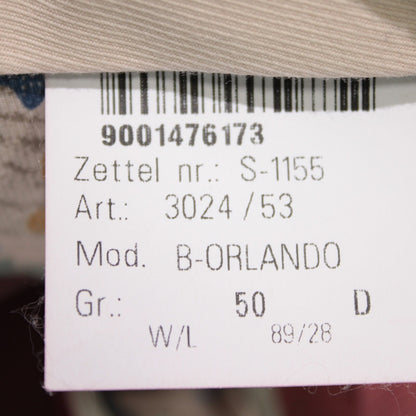 9001476173
Zettel nr.: S-1155
Art.: 3024/53
Mod. B-ORLANDO
Gr.: 50 D
W/L 89/28